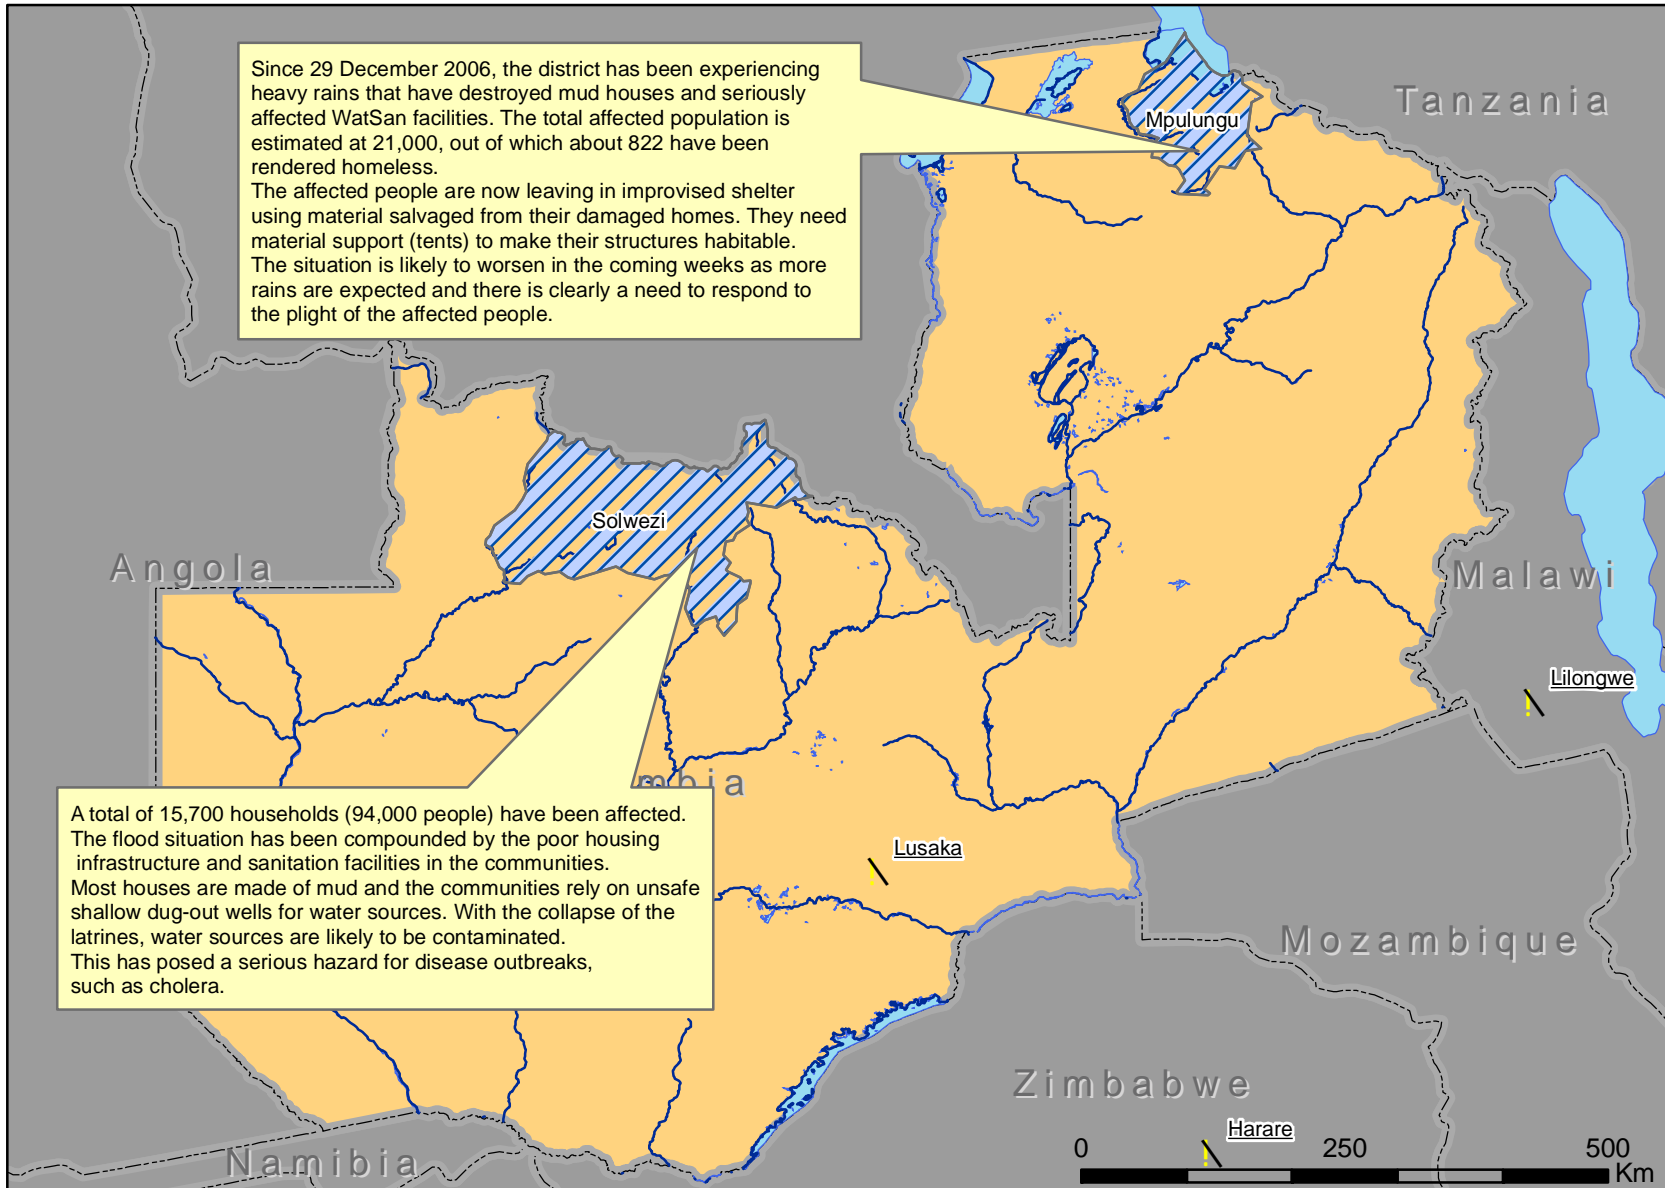 Since 29 December 2006, the district has been experiencing
heavy rains that have destroyed mud houses and seriously
affected WatSan facilities. The total affected population is
estimated at 21,000, out of which about 822 have been
rendered homeless.
The affected people are now leaving in improvised shelter
using material salvaged from their damaged homes. They need
material support (tents) to make their structures habitable.
The situation is likely to worsen in the coming weeks as more
rains are expected and there is clearly a need to respond to
the plight of the affected people.
Tanzania
Mpulungu
Solwezi
Angola
Malawi
Lilongwe
mbia
A total of 15,700 households (94,000 people) have been affected.
The flood situation has been compounded by the poor housing
infrastructure and sanitation facilities in the communities.
Most houses are made of mud and the communities rely on unsafe
shallow dug-out wells for water sources. With the collapse of the
latrines, water sources are likely to be contaminated.
This has posed a serious hazard for disease outbreaks,
such as cholera.
Lusaka
Mozambique
Zimbabwe
Harare
Namibia
0 250 500
Km